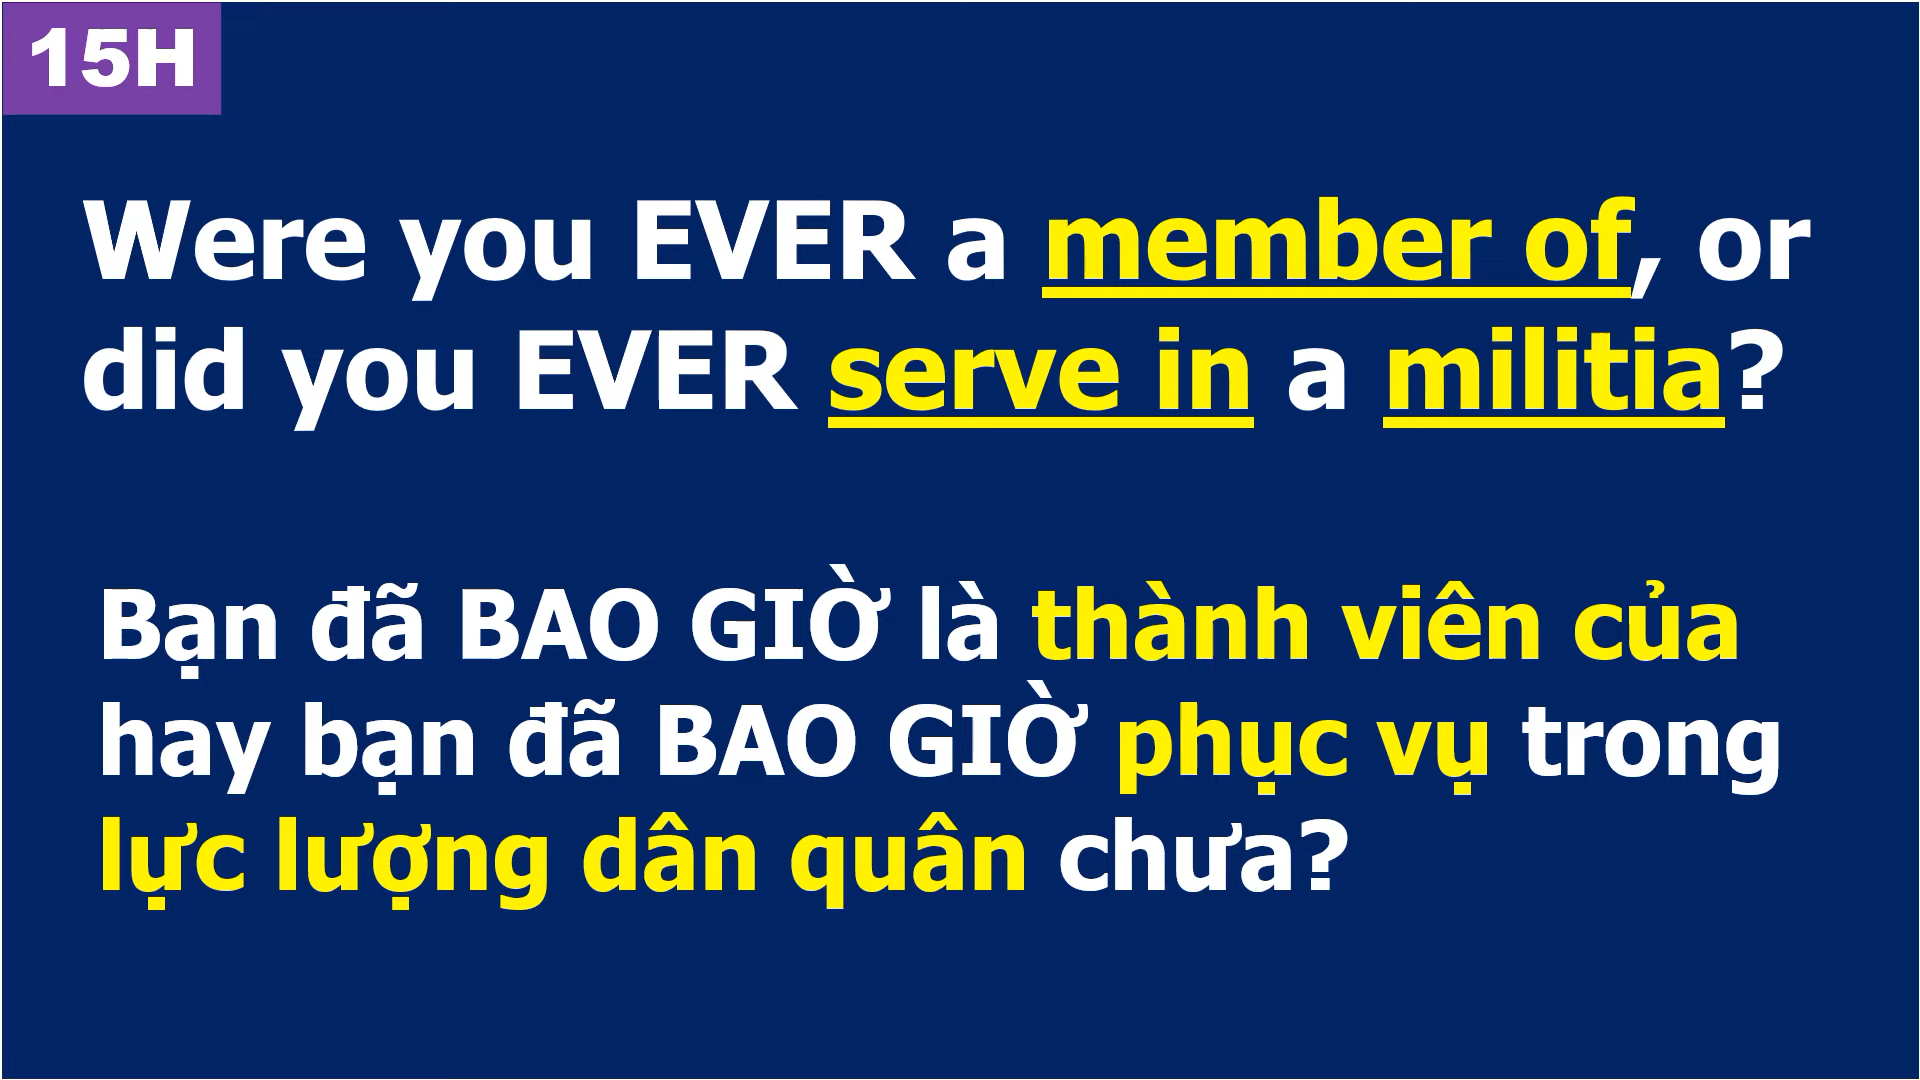 15H
Were you EVER a member of, or
did you EVER serve in a militia?
Bạn đã BAO GIỜ là thành viên của
hay bạn đã BAO GIỜ phục vụ trong
lực lượng dân quân chưa?